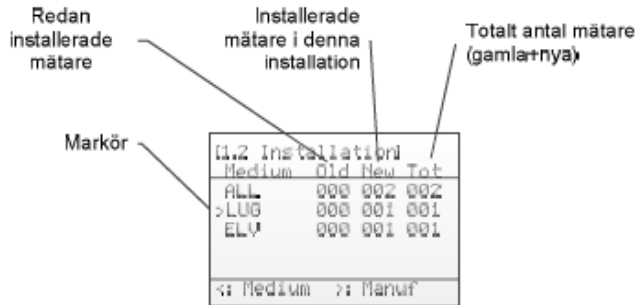 Redan
installerade
mätare
Installerade
mätare i denna
installation
Totalt antal mätare
(gamla+nya)
Markör
[1.2 Installation]
Medium Old New Tot
ALL 000 002 002
>LUG 000 001 001
ELV 000 001 001
<: Medium >: Manuf